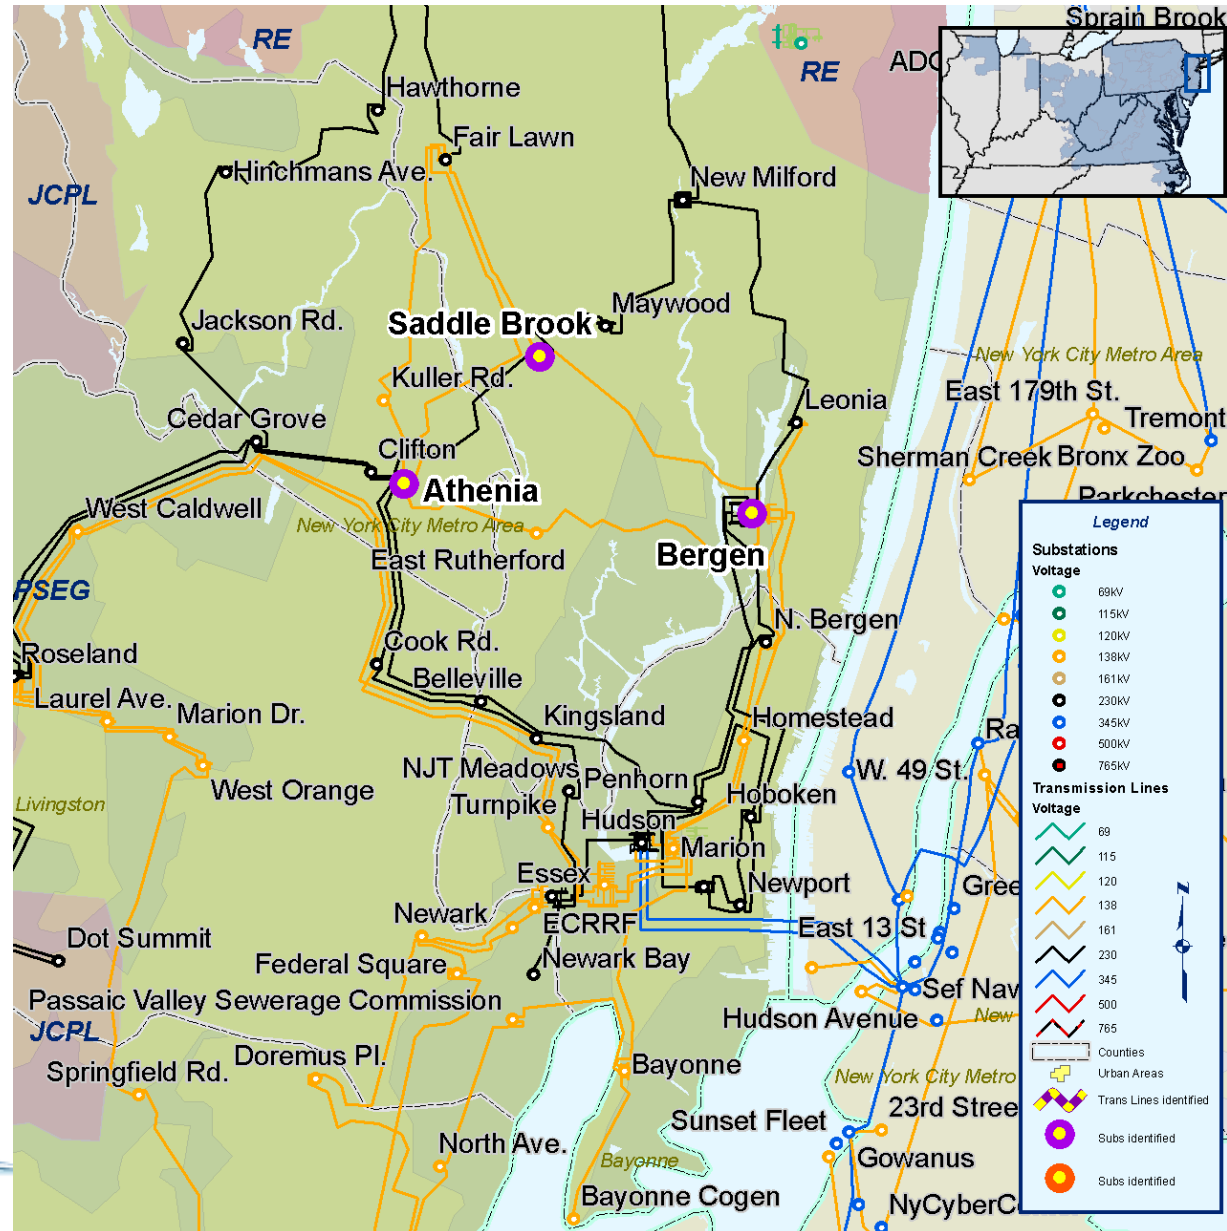 Sprain Brook
RE
RE
ADC
Hawthorne
Fair Lawn
Hinchmans Ave.
New Milford
JCPL
Jackson Rd.
Maywood
Saddle Brook
New York City Metro Area
Kuller Rd.
East 179th St.
Leonia
Tremont
Cedar Grove
Clifton
Sherman Creek
Bronx Zoo
Athenia
Parkchester
West Caldwell
New York City Metro Area
Bergen
East Rutherford
PSEG
N. Bergen
Cook Rd.
Roseland
Belleville
Laurel Ave.
Marion Dr.
Kingsland
Homestead
Ra
NJT Meadows
Penhorn
W. 49 St.
West Orange
Turnpike
Hoboken
Livingston
Hudson
Marion
Essex
Newport
Gree
Newark
ECRRF
East 13 St
Dot Summit
Federal Square
Newark Bay
Sef Nav
Passaic Valley Sewerage Commission
Hudson Avenue
New
JCPL
Doremus Pl.
Springfield Rd.
Bayonne
New York City Metro
23rd Stree
Sunset Fleet
North Ave.
Bayonne
Gowanus
Bayonne Cogen
NyCyberC
Legend
Substations
Voltage
69kV
115kV
120kV
138kV
161kV
230kV
345kV
500kV
765kV
Transmission Lines
Voltage
69
115
120
138
161
230
345
500
765
Counties
Urban Areas
Trans Lines identified
Subs identified
Subs identified
Z